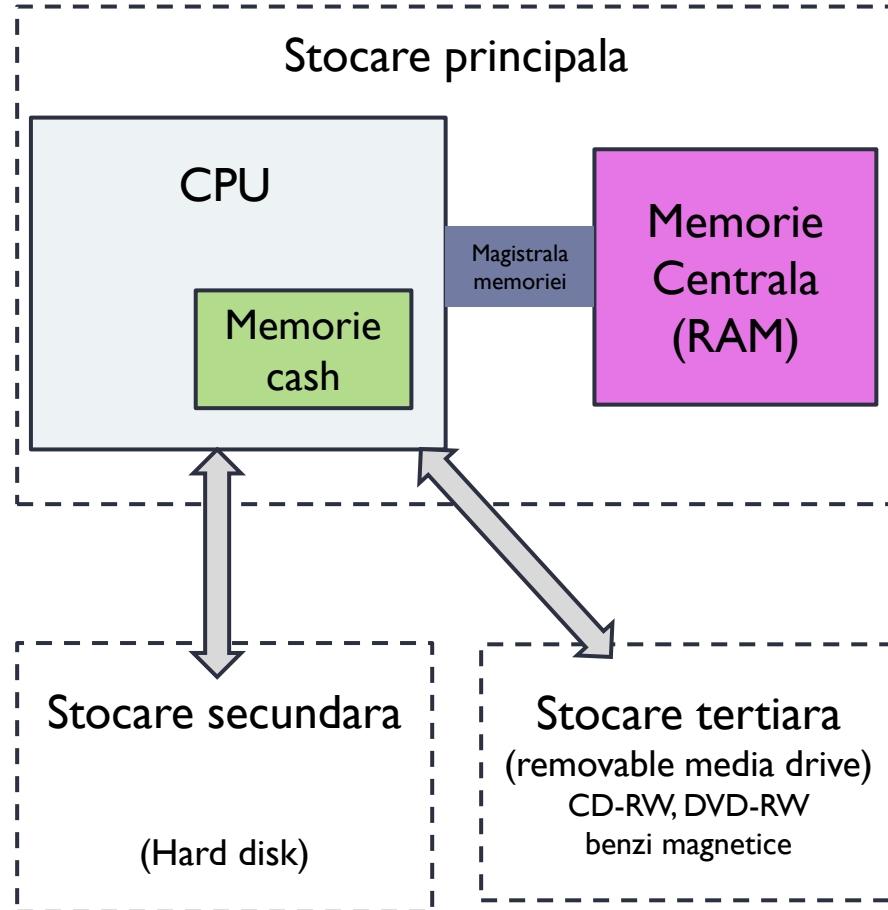 Stocare principala
CPU
Memorie
cash
Magistrala
memoriei
Memorie
Centrala
(RAM)
Stocare secundara
(Hard disk)
Stocare tertiara
(removable media drive)
CD-RW, DVD-RW
benzi magnetice